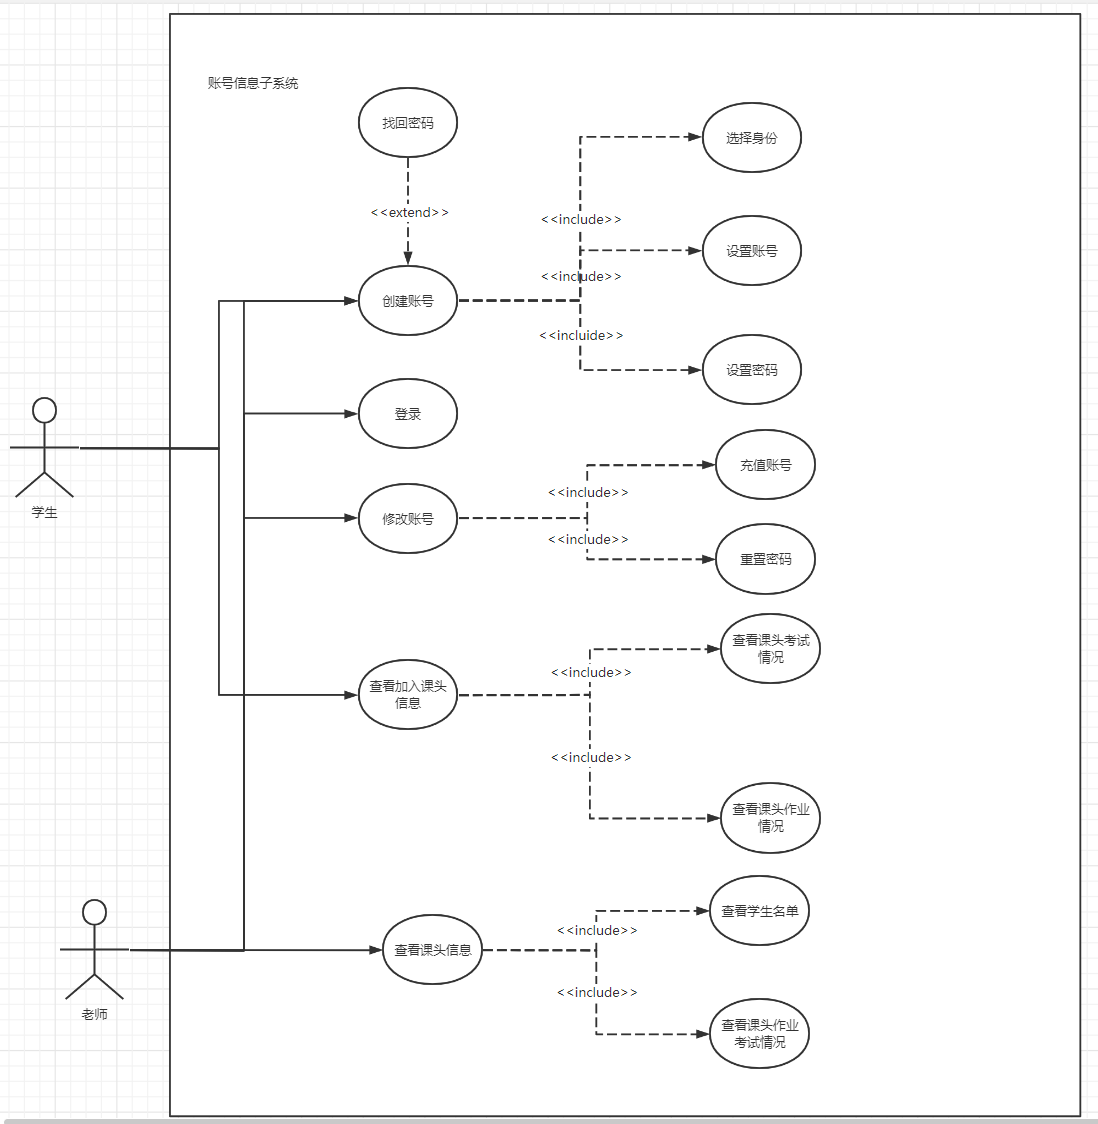 账号信息子系统
找回密码
选择身份
<<extend>>
<<include>>
设置账号
<<include>>
创建账号
<<incluide>>
设置密码
登录
充值账号
<<include>>
学生
修改账号
<<include>>
重置密码
查看课头考试
情况
<<include>>
查看加入课头
信息
<<include>>
查看课头作业
情况
查看学生名单
<<include>>
查看课头信息
<<include>>
老师
查看课头作业
考试情况